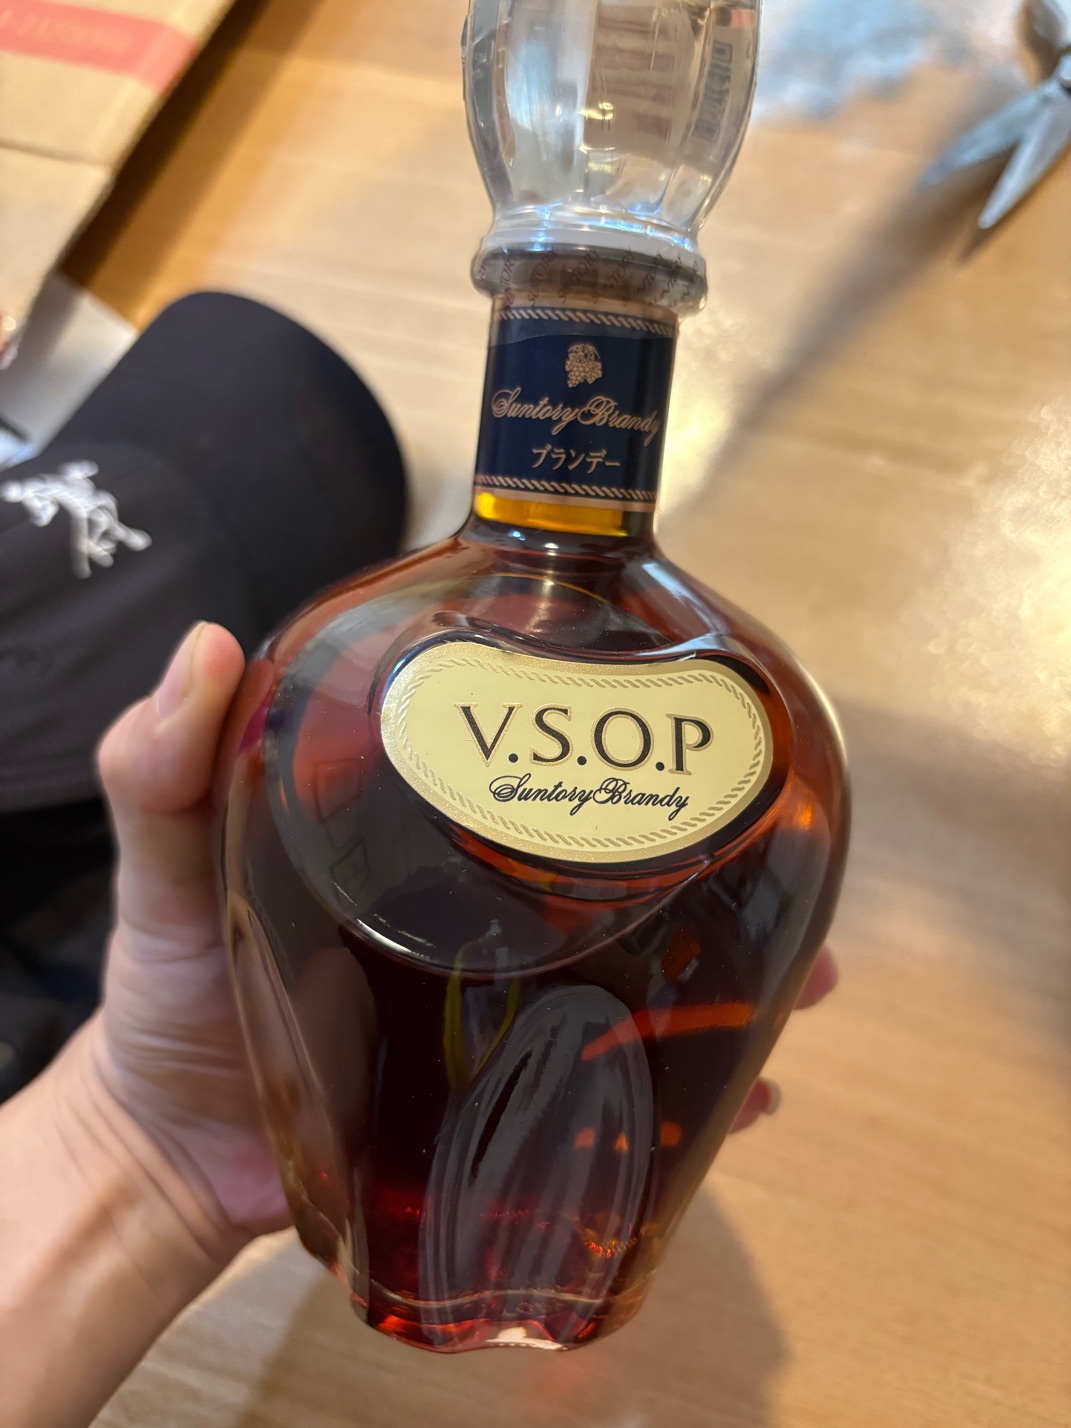 Suntory Brandy
ブランデー
V.S.O.P
Suntory Brandy